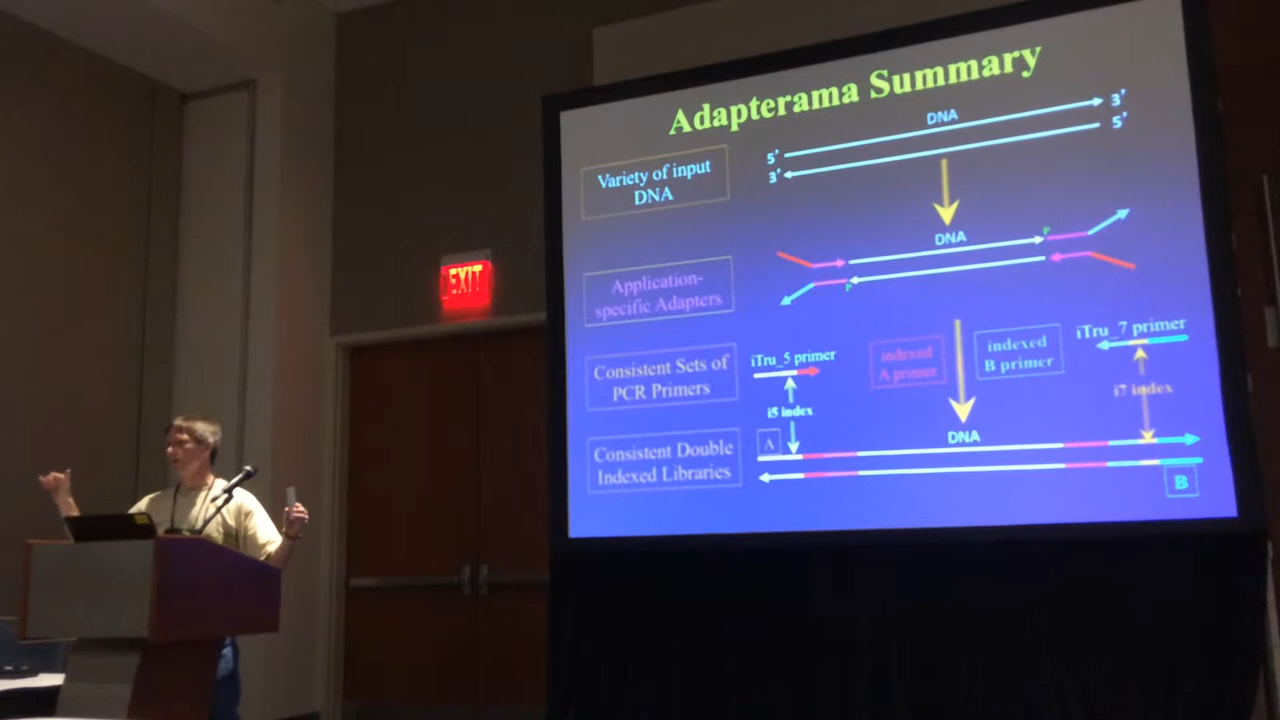 Adapterama Summary
DNA
3'
5'
5'
3'
Variety of input
DNA
DNA
P
P
Application-
specific Adapters
EXIT
iTru_7 primer
iTru_5 primer
indexed
A primer
indexed
B primer
Consistent Sets of
PCR Primers
i5 index
i7 index
A
DNA
Consistent Double
Indexed Libraries
B